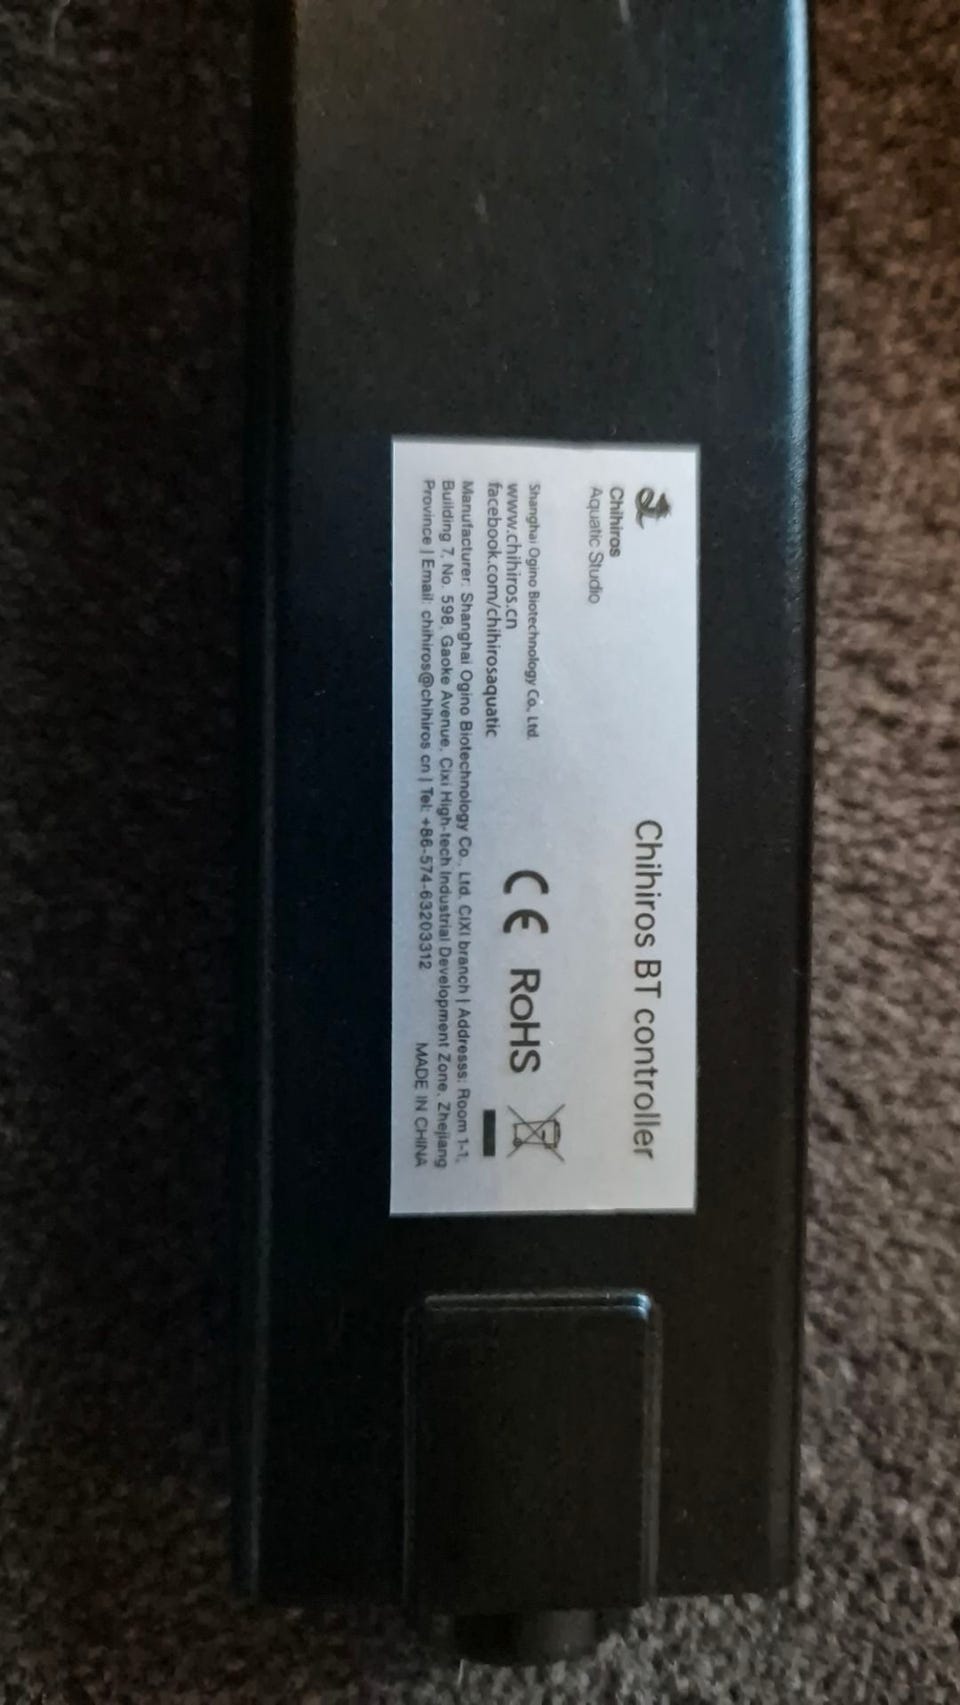 Chihiros
Aquatic Studio
Chihiros BT controller
Shanghai Ogino Biotechnology Co., Ltd.
www.chihiros.cn
facebook.com/chihirosaquatic
CE RoHS
Manufacturer: Shanghai Ogino Biotechnology Co., Ltd. CIXI branch | Addresss: Room 1-1,
Building 7, No. 598, Gaoke Avenue, Cixi High-tech Industrial Development Zone, Zhejiang
Province | Email: chihiros@chihiros.cn | Tel: +86-574-63203312 MADE IN CHINA